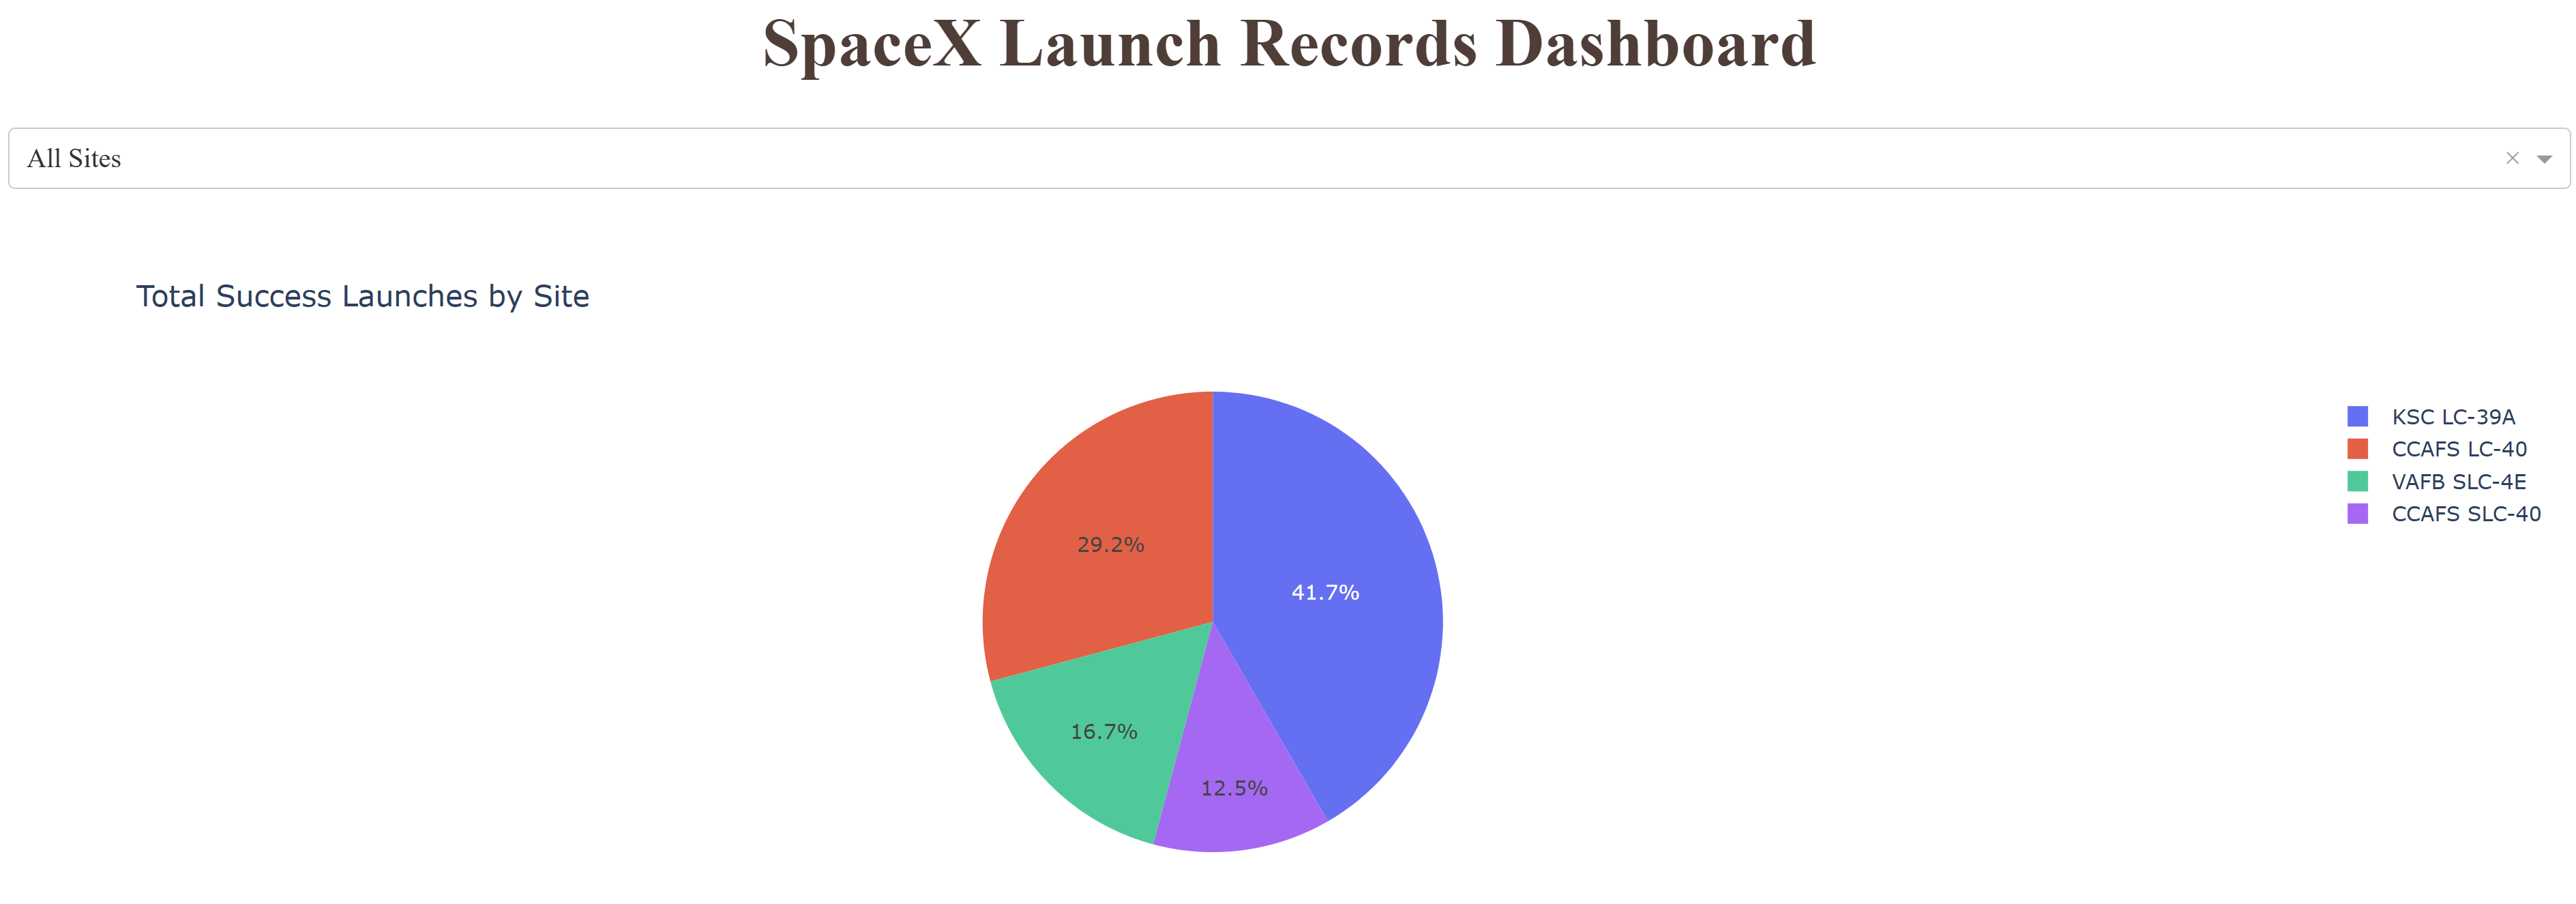 SpaceX Launch Records Dashboard
All Sites
Total Success Launches by Site
KSC LC-39A
CCAFS LC-40
VAFB SLC-4E
CCAFS SLC-40
29.2%
41.7%
16.7%
12.5%